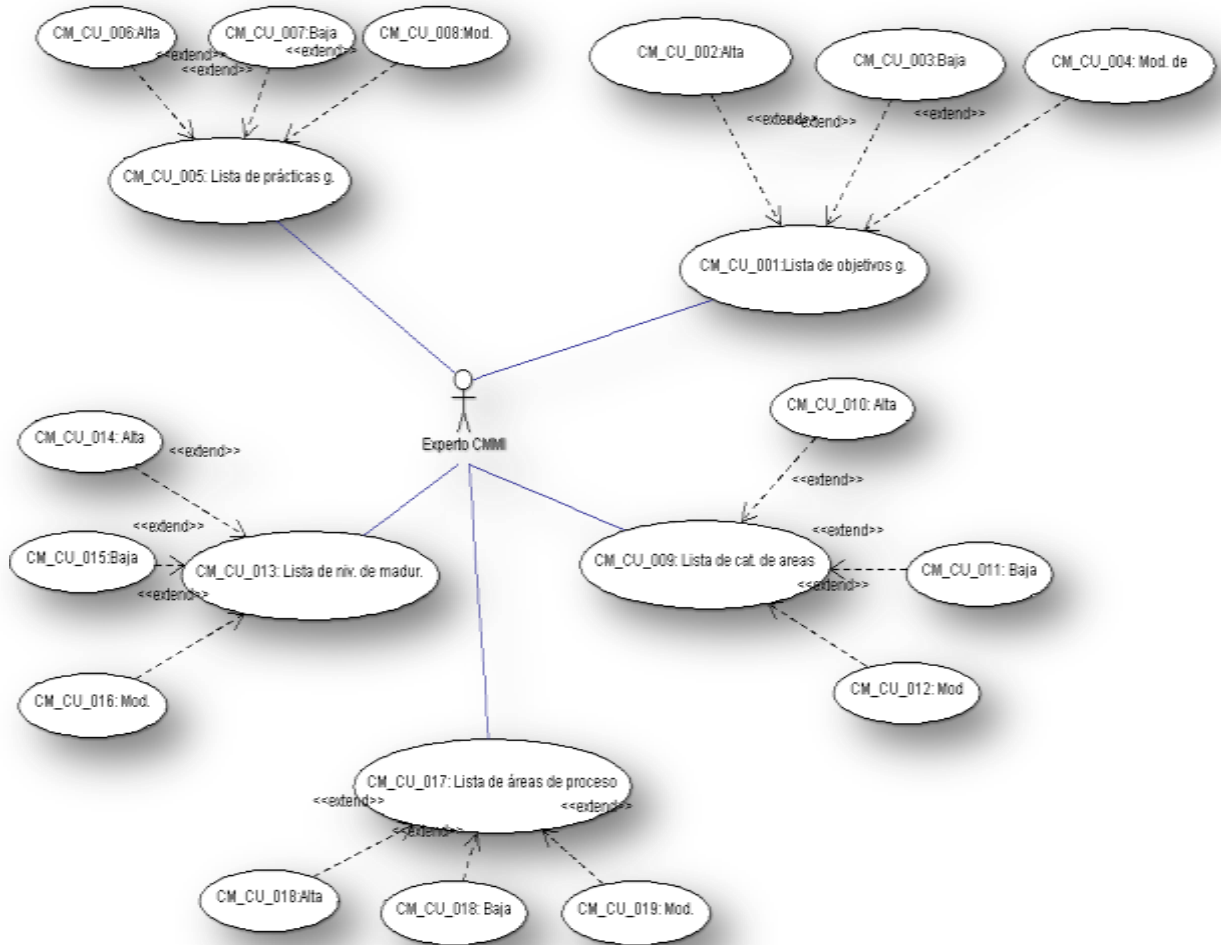 CM_CU_006:Alta
CM_CU_007:Baja
CM_CU_008:Mod.
<<extend>>
<<extend>>
<<extend>>
CM_CU_005: Lista de prácticas g.
CM_CU_002:Alta
CM_CU_003:Baja
CM_CU_004: Mod. de
<<extend>>
<<extend>>
<<extend>>
CM_CU_001:Lista de objetivos g.
Experto CMMI
CM_CU_014: Alta
<<extend>>
<<extend>>
CM_CU_015:Baja
CM_CU_013: Lista de niv. de madur.
<<extend>>
CM_CU_016: Mod.
CM_CU_010: Alta
<<extend>>
<<extend>>
CM_CU_009: Lista de cat. de areas
CM_CU_011: Baja
<<extend>>
CM_CU_012: Mod
CM_CU_017: Lista de áreas de proceso
<<extend>>
<<extend>>
<<extend>>
CM_CU_018:Alta
CM_CU_018: Baja
CM_CU_019: Mod.